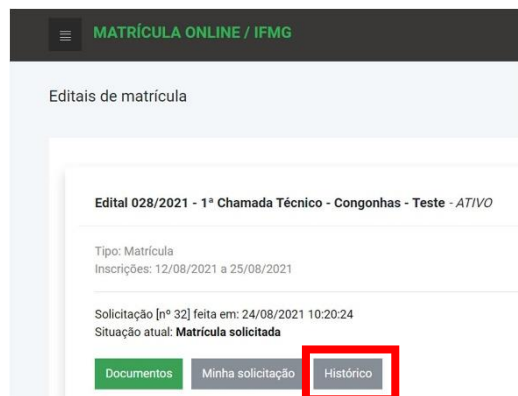 MATRÍCULA ONLINE / IFMG
Editais de matrícula
Edital 028/2021 - 1ª Chamada Técnico - Congonhas - Teste - ATIVO
Tipo: Matrícula
Inscrições: 12/08/2021 a 25/08/2021
Solicitação [nº 32] feita em: 24/08/2021 10:20:24
Situação atual: Matrícula solicitada
Documentos Minha solicitação Histórico